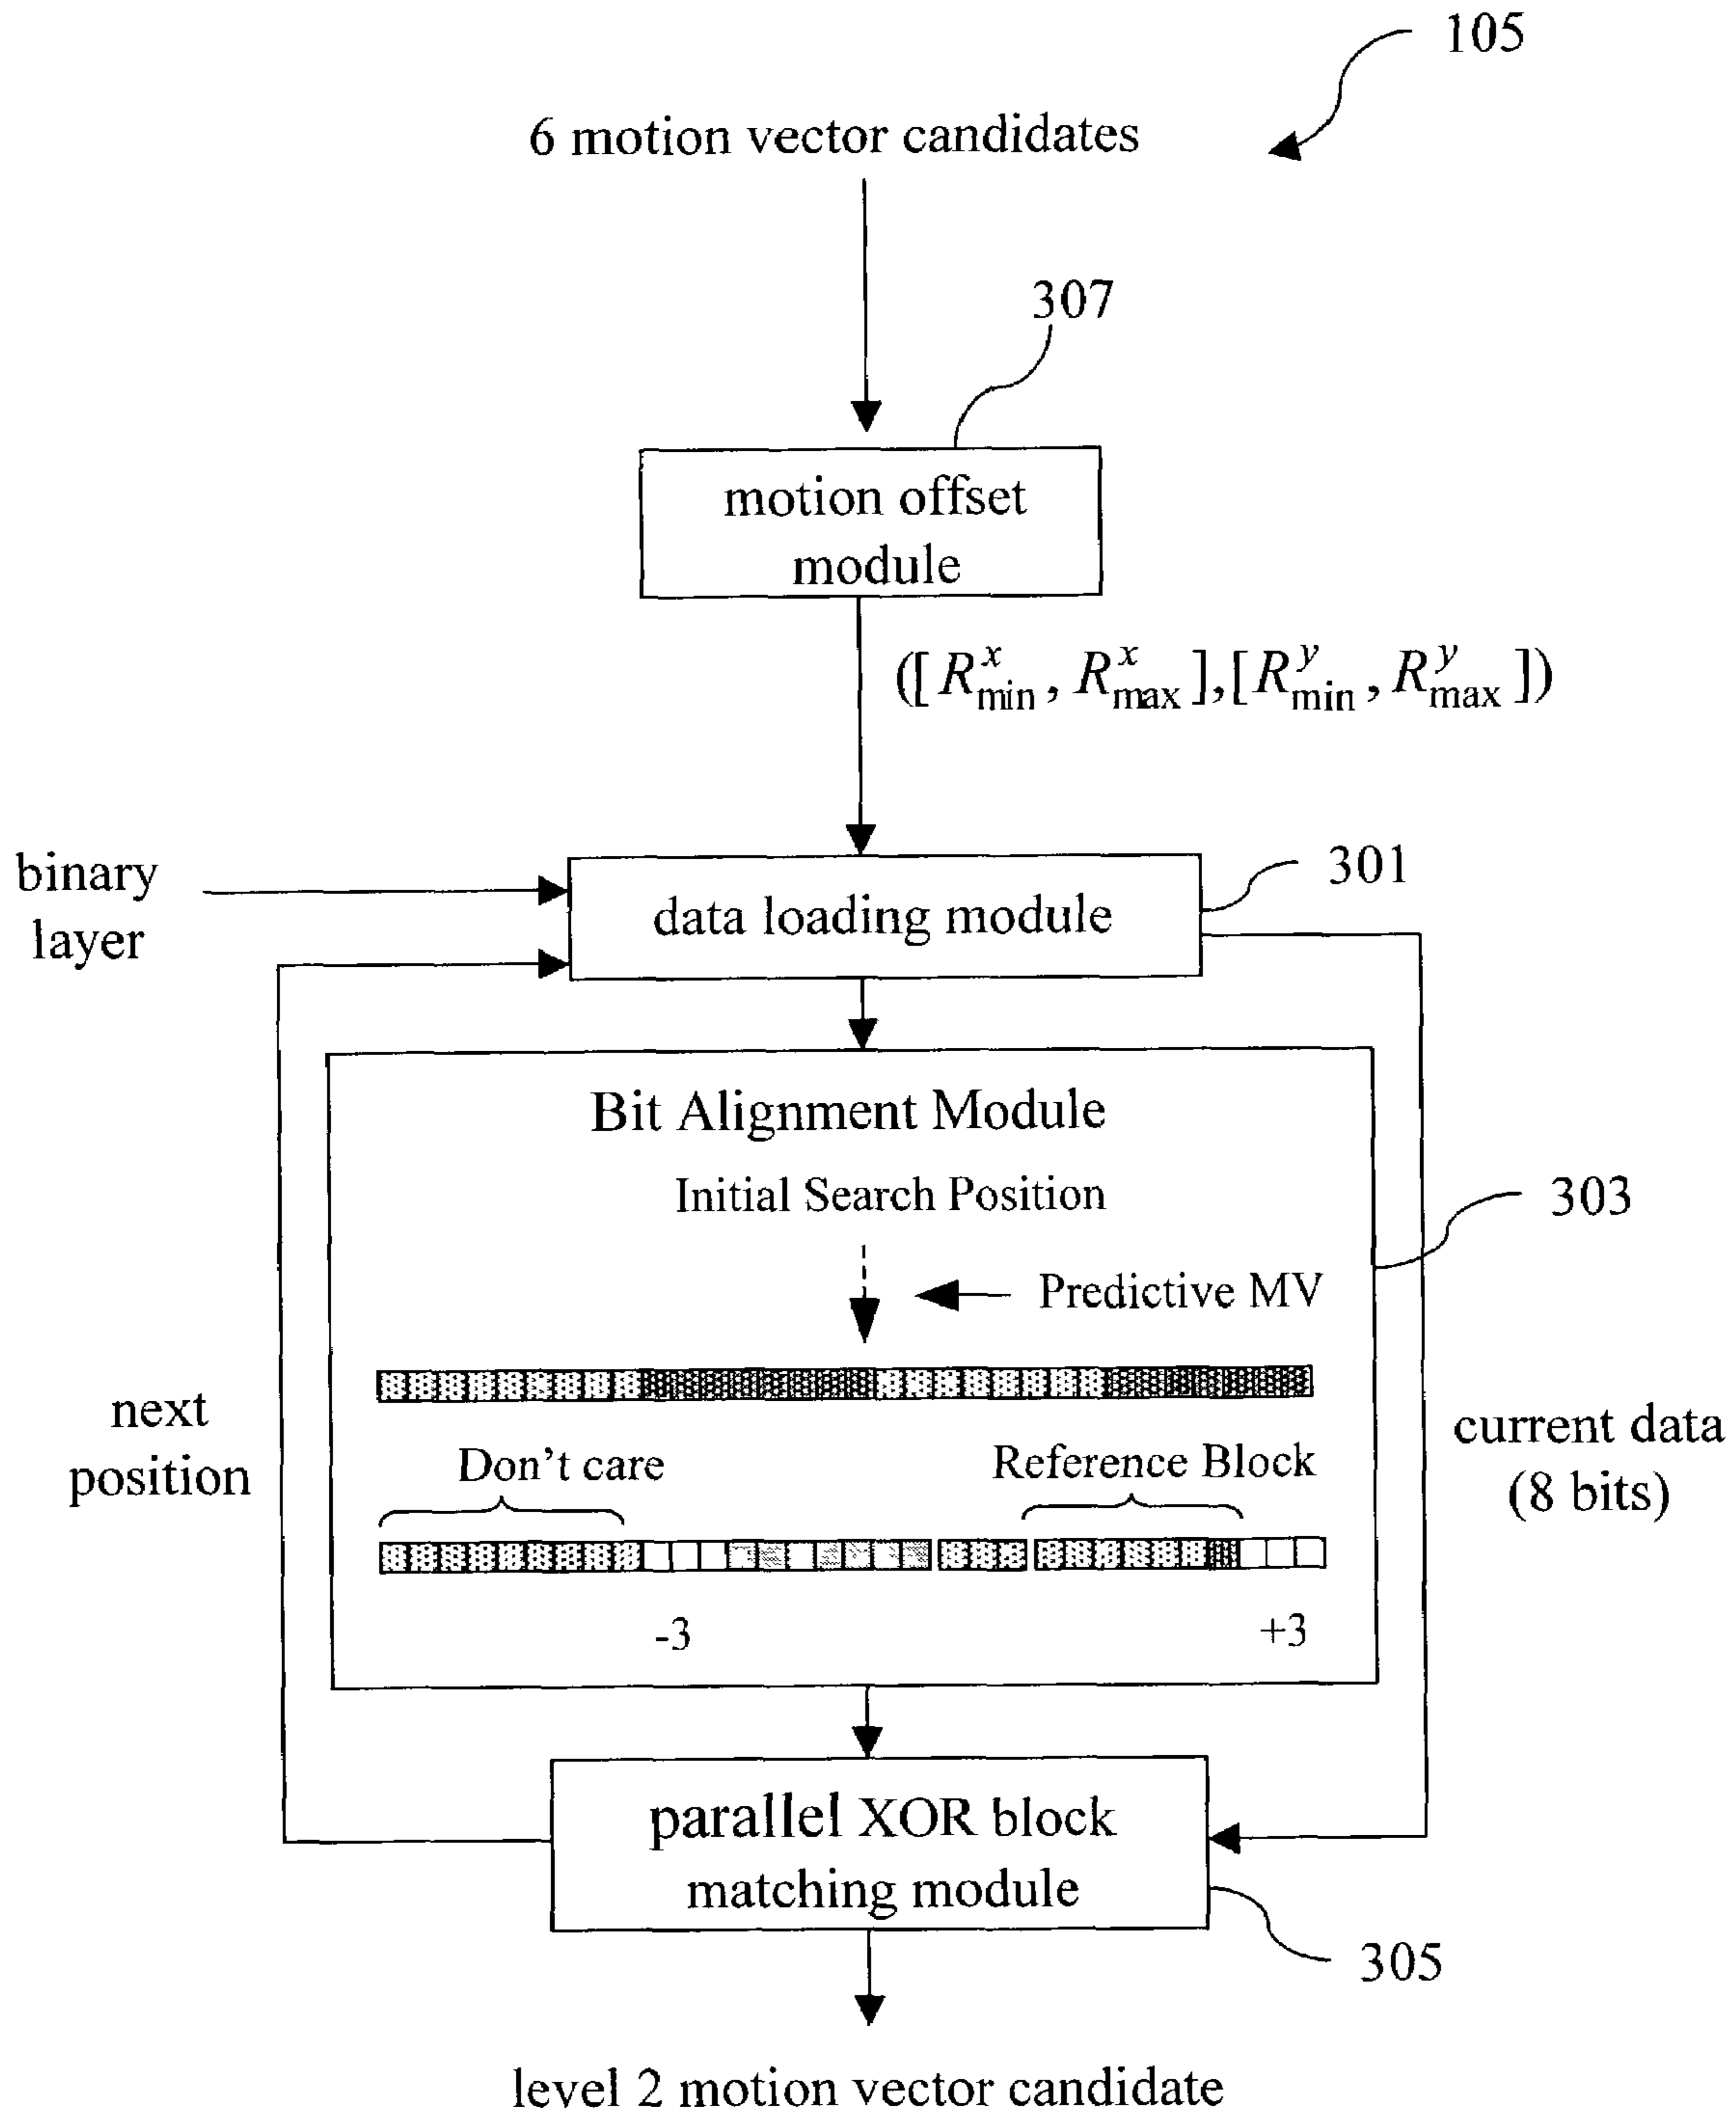 105
6 motion vector candidates
307
motion offset
module
([R^x_min, R^x_max],[R^y_min, R^y_max])
binary
layer
301
data loading module
Bit Alignment Module
Initial Search Position
303
Predictive MV
next
position
current data
(8 bits)
Don't care
Reference Block
-3
+3
parallel XOR block
matching module
305
level 2 motion vector candidate